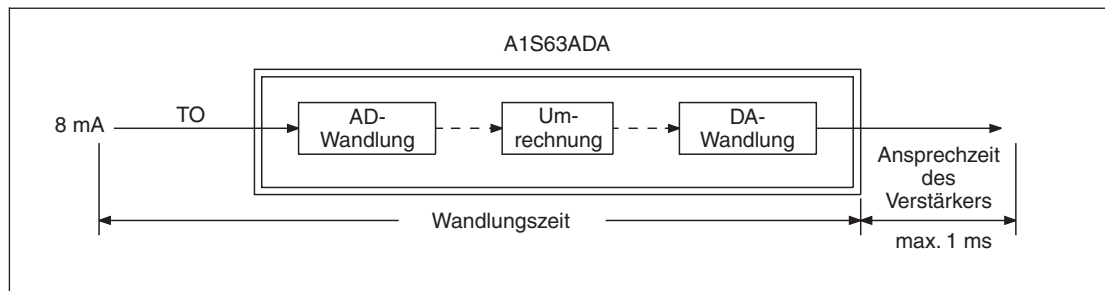 A1S63ADA
8 mA
TO
AD-
Wandlung
Um-
rechnung
DA-
Wandlung
Ansprechzeit
des
Verstärkers
Wandlungszeit
max. 1 ms